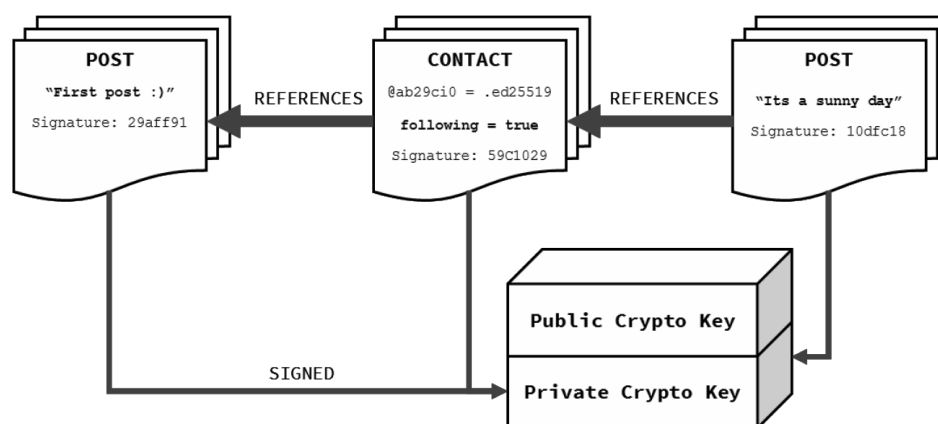 POST
“First post :)”
Signature: 29aff91
REFERENCES
CONTACT
@ab29ci0 = .ed25519
following = true
Signature: 59C1029
REFERENCES
POST
“Its a sunny day”
Signature: 10dfc18
Public Crypto Key
Private Crypto Key
SIGNED